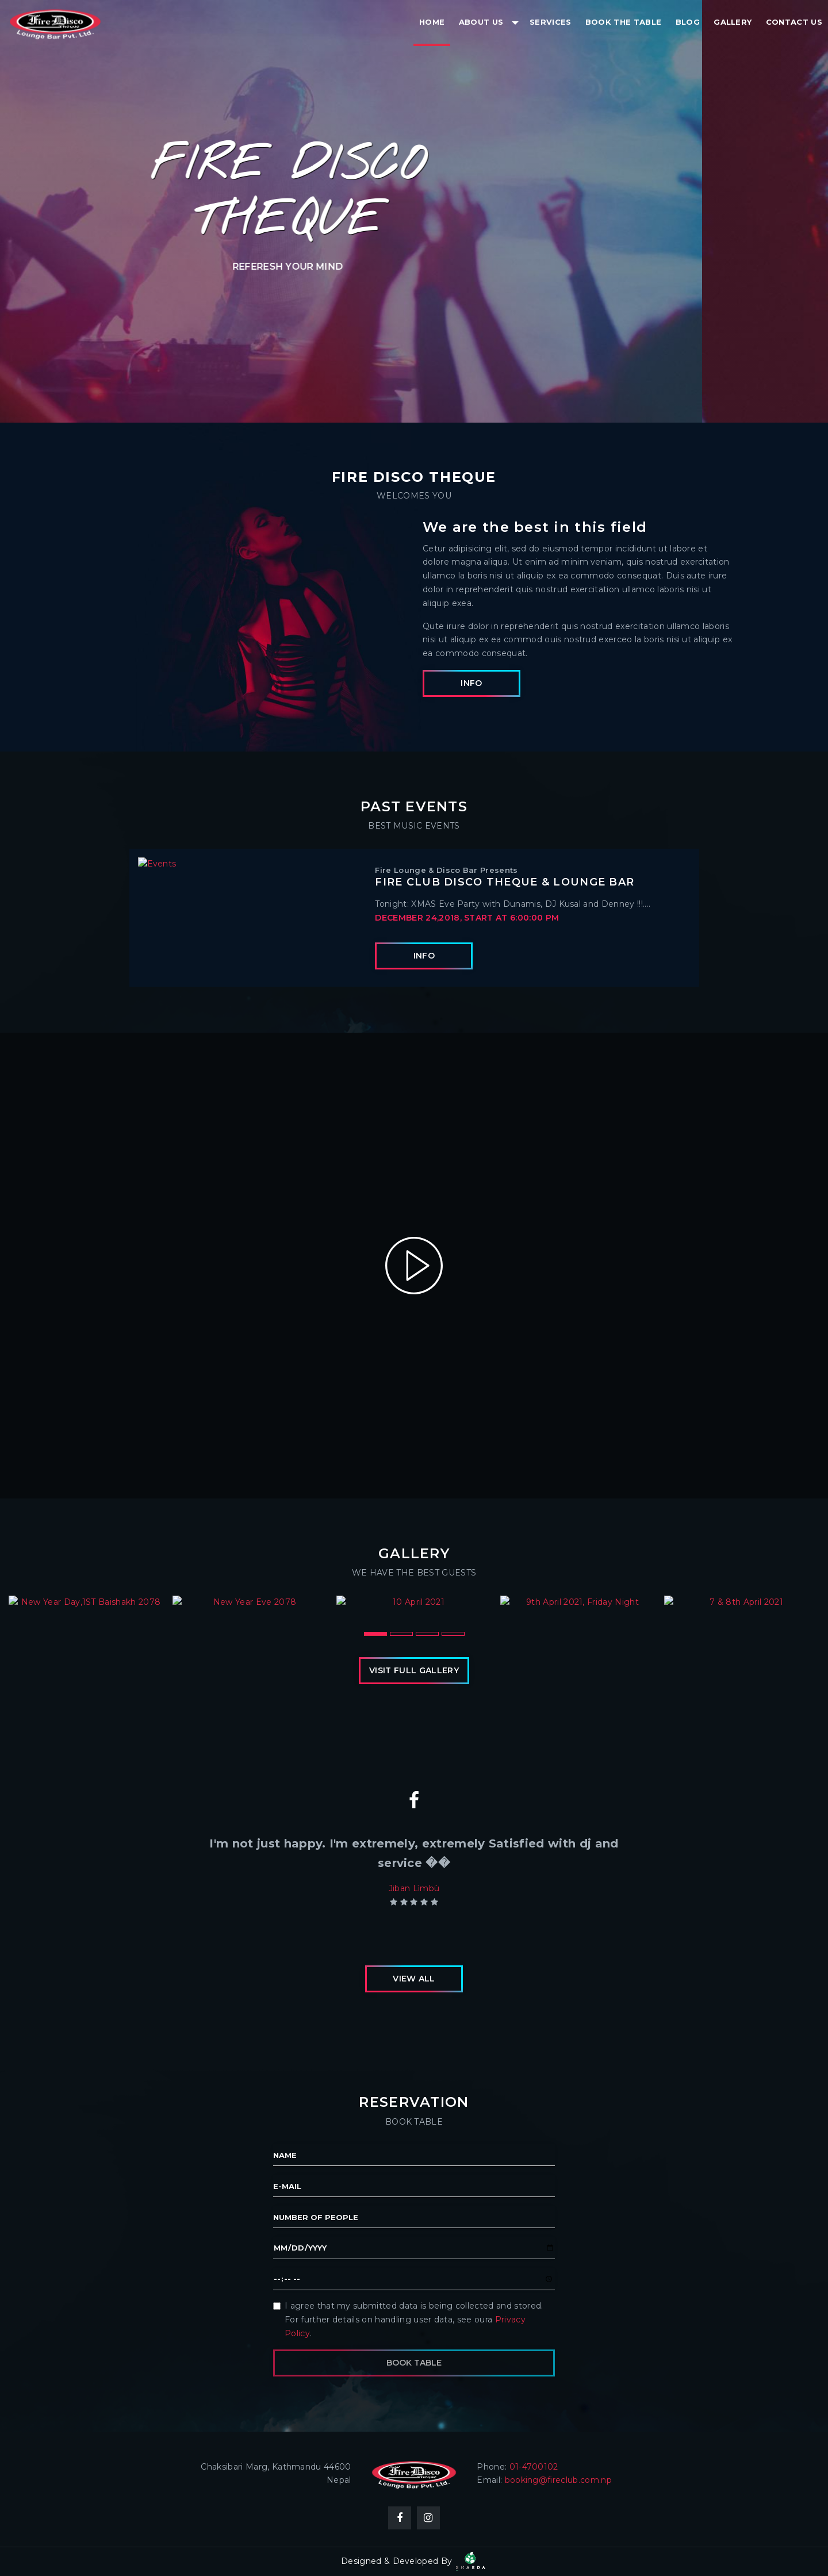 Fire Disco
Lounge Bar Pvt. Ltd.
HOME ABOUT US SERVICES BOOK THE TABLE BLOG GALLERY CONTACT US
FIRE DISCO
THEQUE
REFERESH YOUR MIND
FIRE DISCO THEQUE
WELCOMES YOU
We are the best in this field
Cetur adipisicing elit, sed do eiusmod tempor incididunt ut labore et
dolore magna aliqua. Ut enim ad minim veniam, quis nostrud exercitation
ullamco la boris nisi ut aliquip ex ea commodo consequat. Duis aute irure
dolor in reprehenderit quis nostrud exercitation ullamco laboris nisi ut
aliquip exea.
Qute irure dolor in reprehenderit quis nostrud exercitation ullamco laboris
nisi ut aliquip ex ea commod ouis nostrud exerceo la boris nisi ut aliquip ex
ea commodo consequat.
INFO
PAST EVENTS
BEST MUSIC EVENTS
Events
Fire Lounge & Disco Bar Presents
FIRE CLUB DISCO THEQUE & LOUNGE BAR
Tonight: XMAS Eve Party with Dunamis, DJ Kusal and Denney !!!....
DECEMBER 24,2018, START AT 6:00:00 PM
INFO
GALLERY
WE HAVE THE BEST GUESTS
New Year Day,1ST Baishakh 2078 New Year Eve 2078 10 April 2021 9th April 2021, Friday Night 7 & 8th April 2021
VISIT FULL GALLERY
I'm not just happy. I'm extremely, extremely Satisfied with dj and
service ��
Jiban Limbù
VIEW ALL
RESERVATION
BOOK TABLE
NAME
E-MAIL
NUMBER OF PEOPLE
MM/DD/YYYY
--:-- --
I agree that my submitted data is being collected and stored.
For further details on handling user data, see oura Privacy
Policy.
BOOK TABLE
Chaksibari Marg, Kathmandu 44600
Nepal
Fire Disco
Lounge Bar Pvt. Ltd.
Phone: 01-4700102
Email: booking@fireclub.com.np
Designed & Developed By